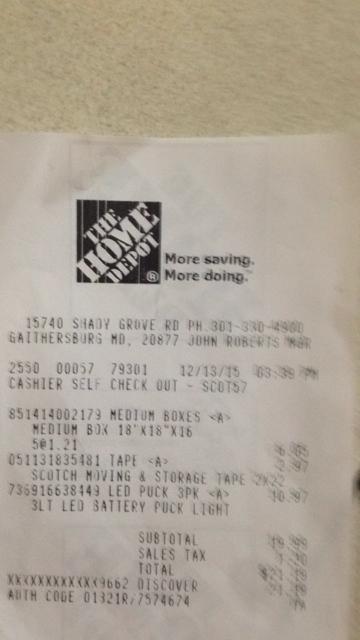 THE
HOME
DEPOT
®
More saving.
More doing.™
15740 SHADY GROVE RD PH.301-330-4900
GAITHERSBURG MD, 20877 JOHN ROBERTS MGR
2550 00057 79301 12/13/15 03:39 PM
CASHIER SELF CHECK OUT - SCOT57
851414002179 MEDIUM BOXES <A>
MEDIUM BOX 18"X18"X16
5@1.21 6.05
051131835481 TAPE <A> 2.97
SCOTCH MOVING & STORAGE TAPE 2X22
736916638449 LED PUCK 3PK <A> 10.97
3LT LED BATTERY PUCK LIGHT
SUBTOTAL 19.99
SALES TAX
TOTAL $21.19
XXXXXXXXXXXX9662 DISCOVER
AUTH CODE 01321R/7574674 TA